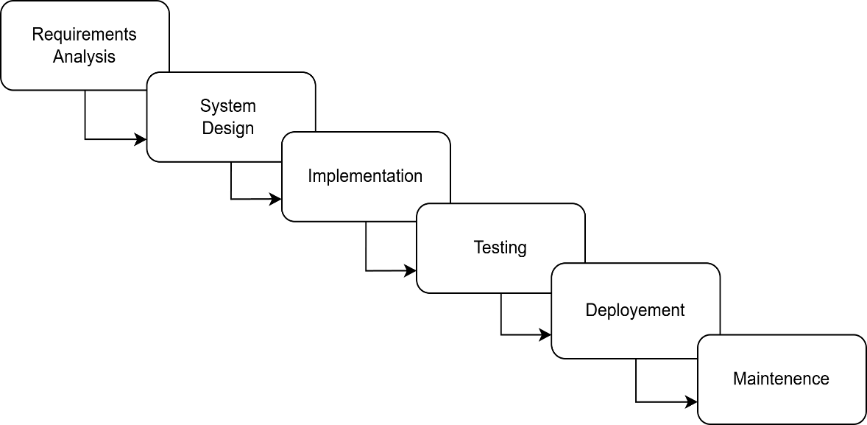 Requirements
Analysis
System
Design
Implementation
Testing
Deployement
Maintenence